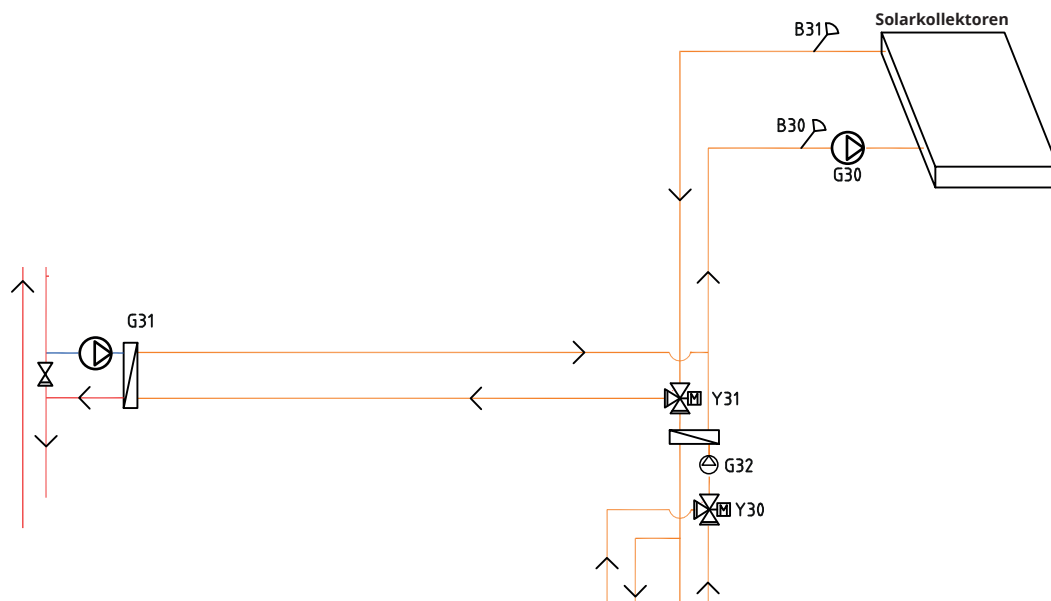 Solarkollektoren
B31
B30
G30
G31
M Y31
G32
M Y30